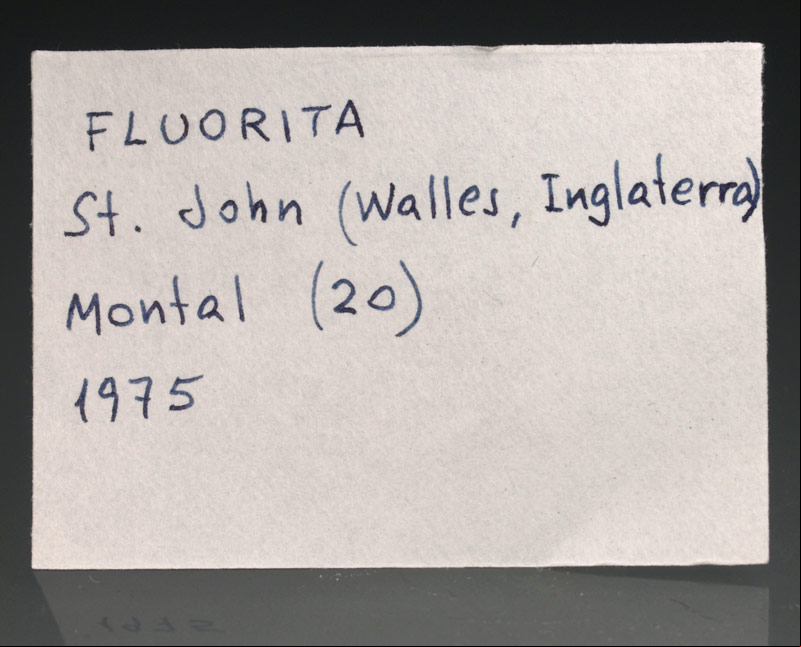 FLUORITA
St. John (Walles, Inglaterra)
Montal (20)
1975